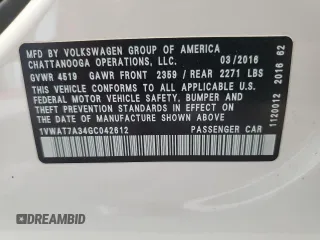 MFD BY VOLKSWAGEN GROUP OF AMERICA
CHATTANOOGA OPERATIONS, LLC. 03/2016
GVWR 4519 GAWR FRONT 2359 / REAR 2271 LBS
THIS VEHICLE CONFORMS TO ALL APPLICABLE U.S.
FEDERAL MOTOR VEHICLE SAFETY, BUMPER AND
THEFT PREVENTION STANDARDS IN EFFECT ON THE
DATE OF MANUFACTURE SHOWN ABOVE.
1VWAT7A34GC042612 PASSENGER CAR
1120012 2016 62
DREAMBID